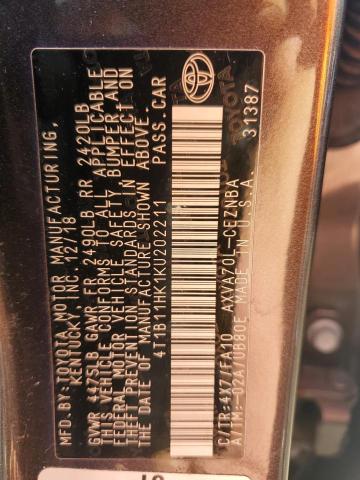 MFD. BY: TOYOTA MOTOR MANUFACTURING,
KENTUCKY, INC. 12/18
GVWR 4475LB GAWR FR 2490LB RR 2420LB
THIS VEHICLE CONFORMS TO ALL APPLICABLE
FEDERAL MOTOR VEHICLE SAFETY, BUMPER AND
THEFT PREVENTION STANDARDS IN EFFECT ON
THE DATE OF MANUFACTURE SHOWN ABOVE.
4T1B11HK1KU202211 PASS.CAR
TOYOTA
C/TR:4X7/FA10 AXVA70L-CEZNBA
A/TM:-02A/UB80E MADE IN U.S.A.
31387